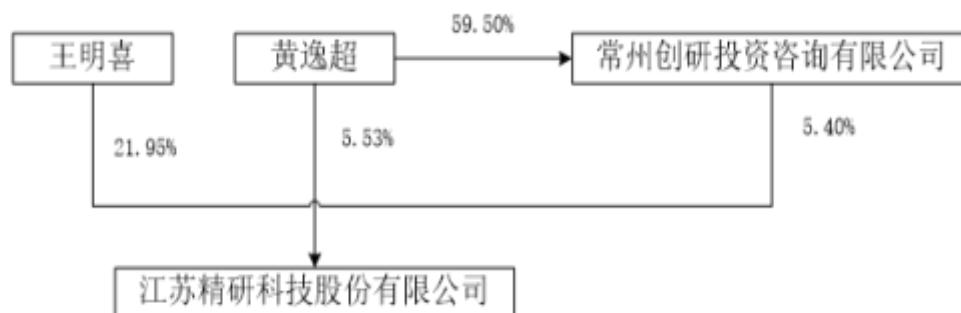 59.50%
王明喜
黄逸超
常州创研投资咨询有限公司
21.95%
5.53%
5.40%
江苏精研科技股份有限公司